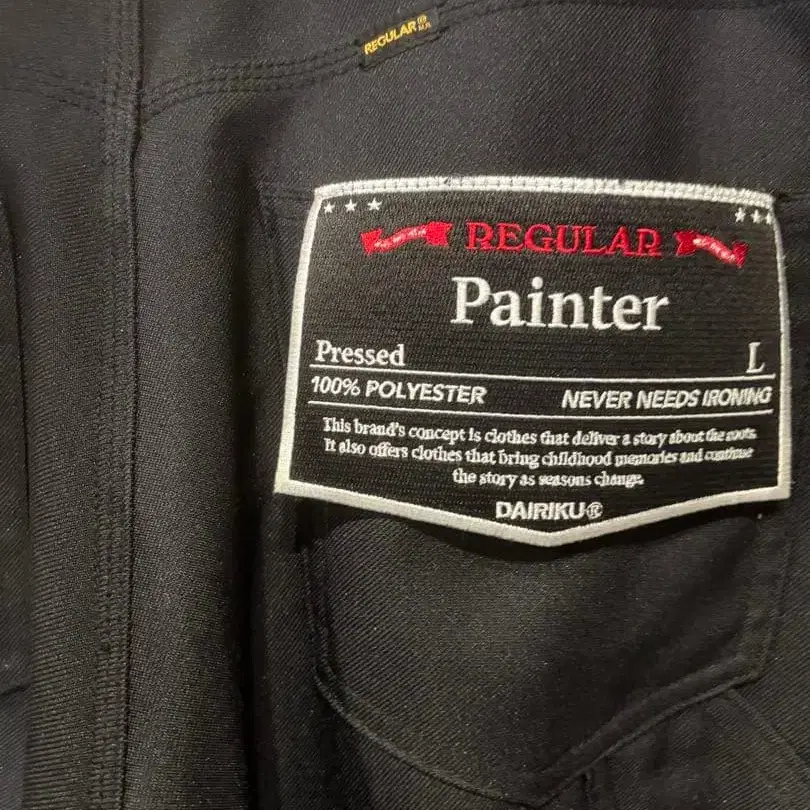 REGULAR
REGULAR
Painter
Pressed L
100% POLYESTER NEVER NEEDS IRONING
This brand's concept is clothes that deliver a story about the roots.
It also offers clothes that bring childhood memories and continue
the story as seasons change.
DAIRIKU®